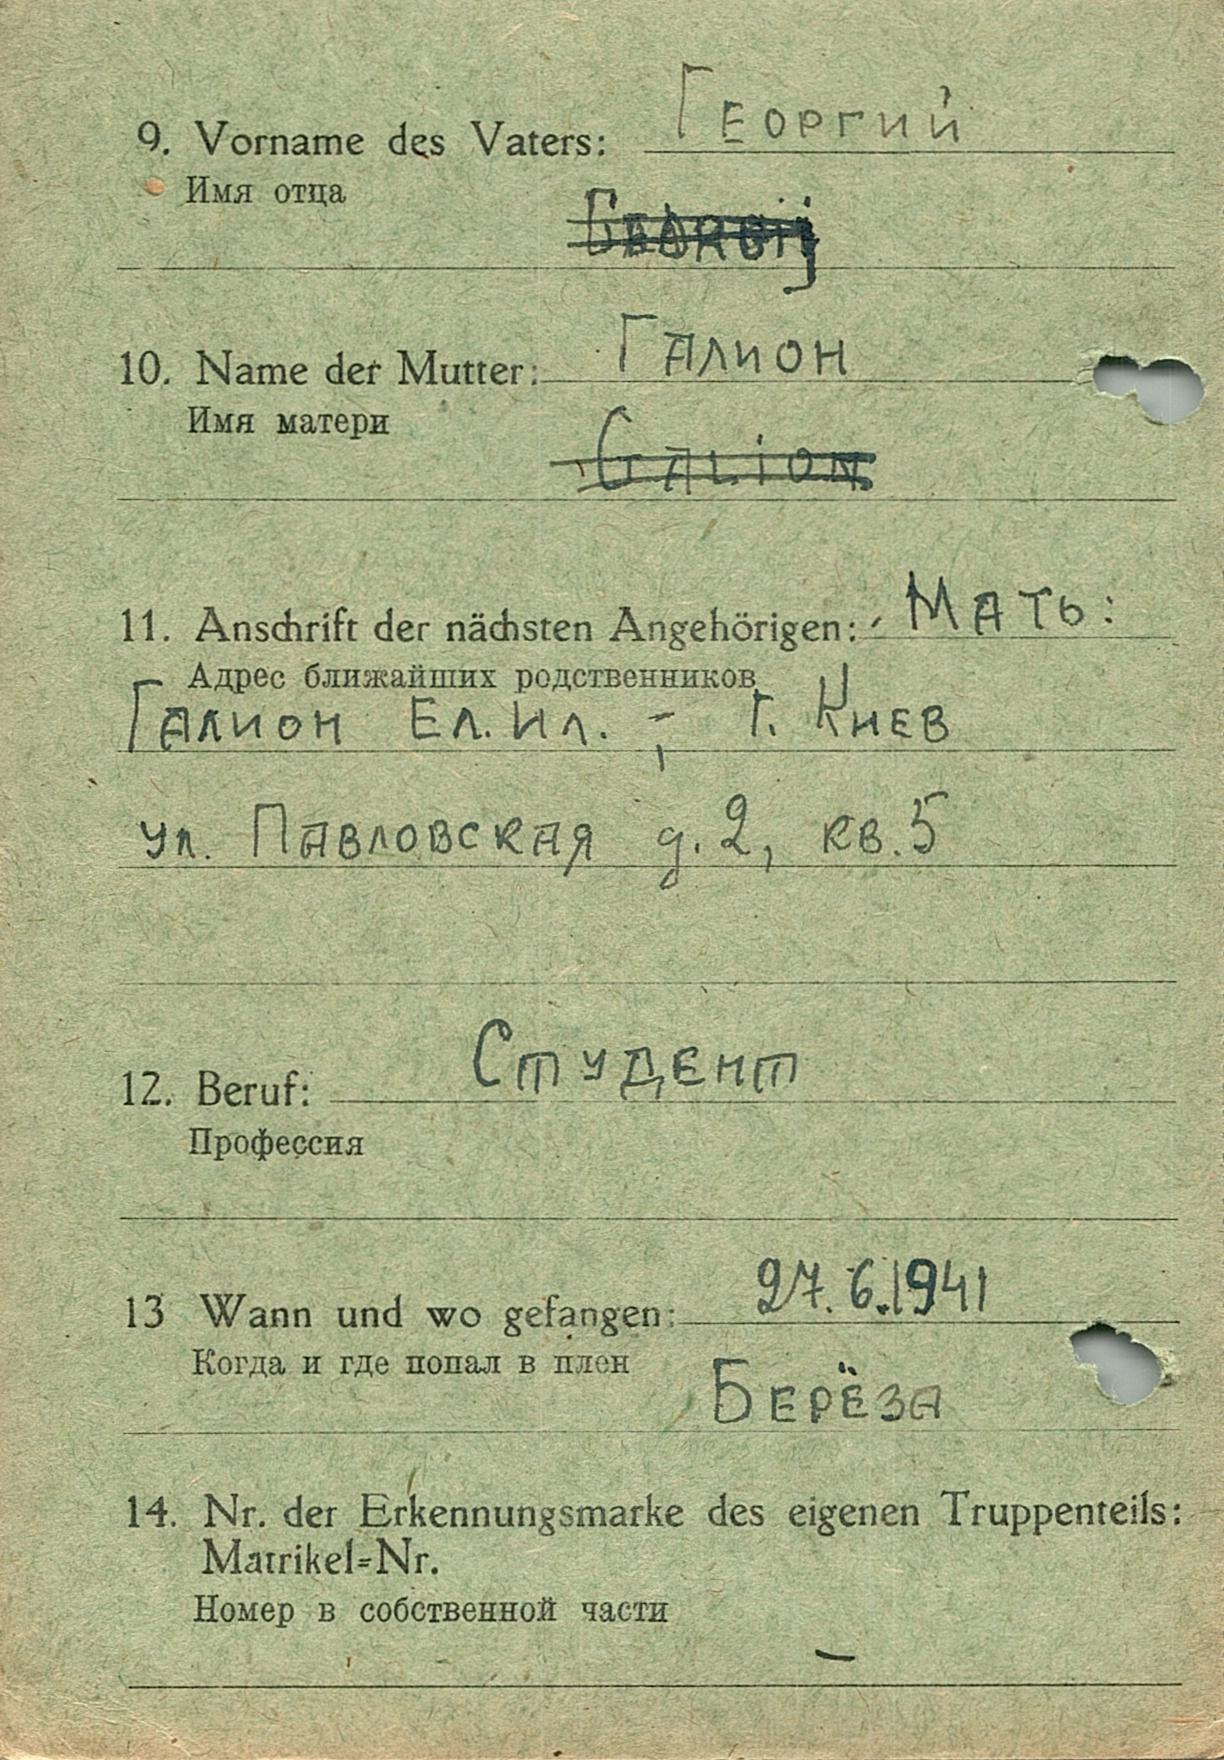 9. Vorname des Vaters: Георгий
Имя отца
10. Name der Mutter: Галион
Имя матери
Galion
11. Anschrift der nächsten Angehörigen: Мать:
Адрес ближайших родственников
Галион Ел. Ил. ; г. Киев
ул. Павловская д. 2, кв. 5
12. Beruf: Студент
Профессия
13 Wann und wo gefangen: 27. 6. 1941
Когда и где попал в плен
Берёза
14. Nr. der Erkennungsmarke des eigenen Truppenteils:
Matrikel=Nr.
Номер в собственной части
—